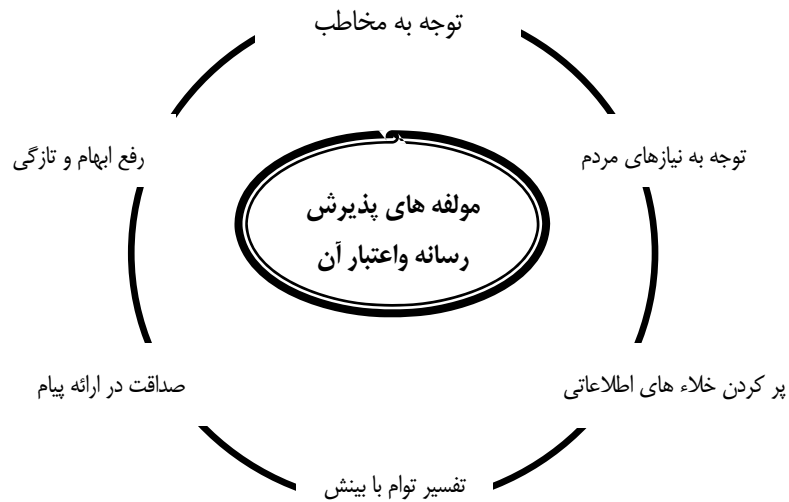 توجه به مخاطب
رفع ابهام و تازگی
توجه به نیازهای مردم
مولفه های پذیرش
رسانه واعتبار آن
صداقت در ارائه پیام
پر کردن خلاء های اطلاعاتی
تفسیر توام با بینش